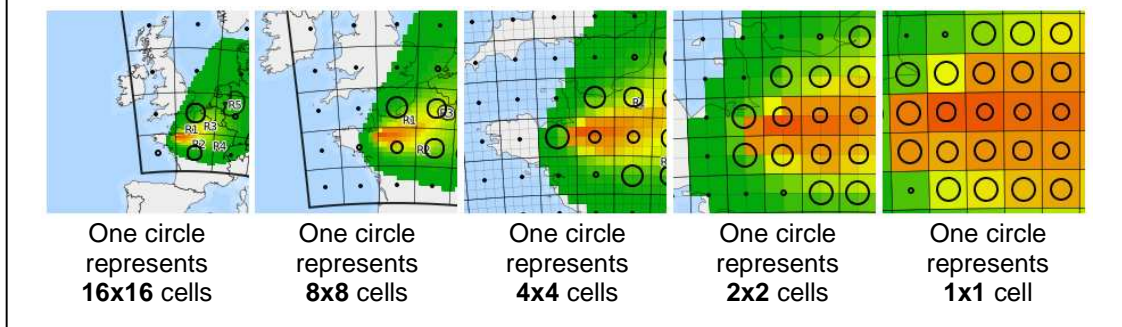 R5
R1 R3
R2 R4
R1 R3
R2
One circle
represents
16x16 cells
One circle
represents
8x8 cells
One circle
represents
4x4 cells
One circle
represents
2x2 cells
One circle
represents
1x1 cell